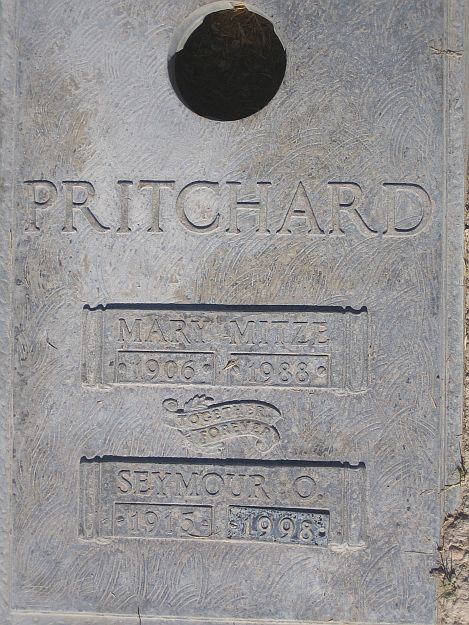 PRITCHARD
MARY MITZE
1906 1988
TOGETHER
FOREVER
SEYMOUR O.
1915 1998